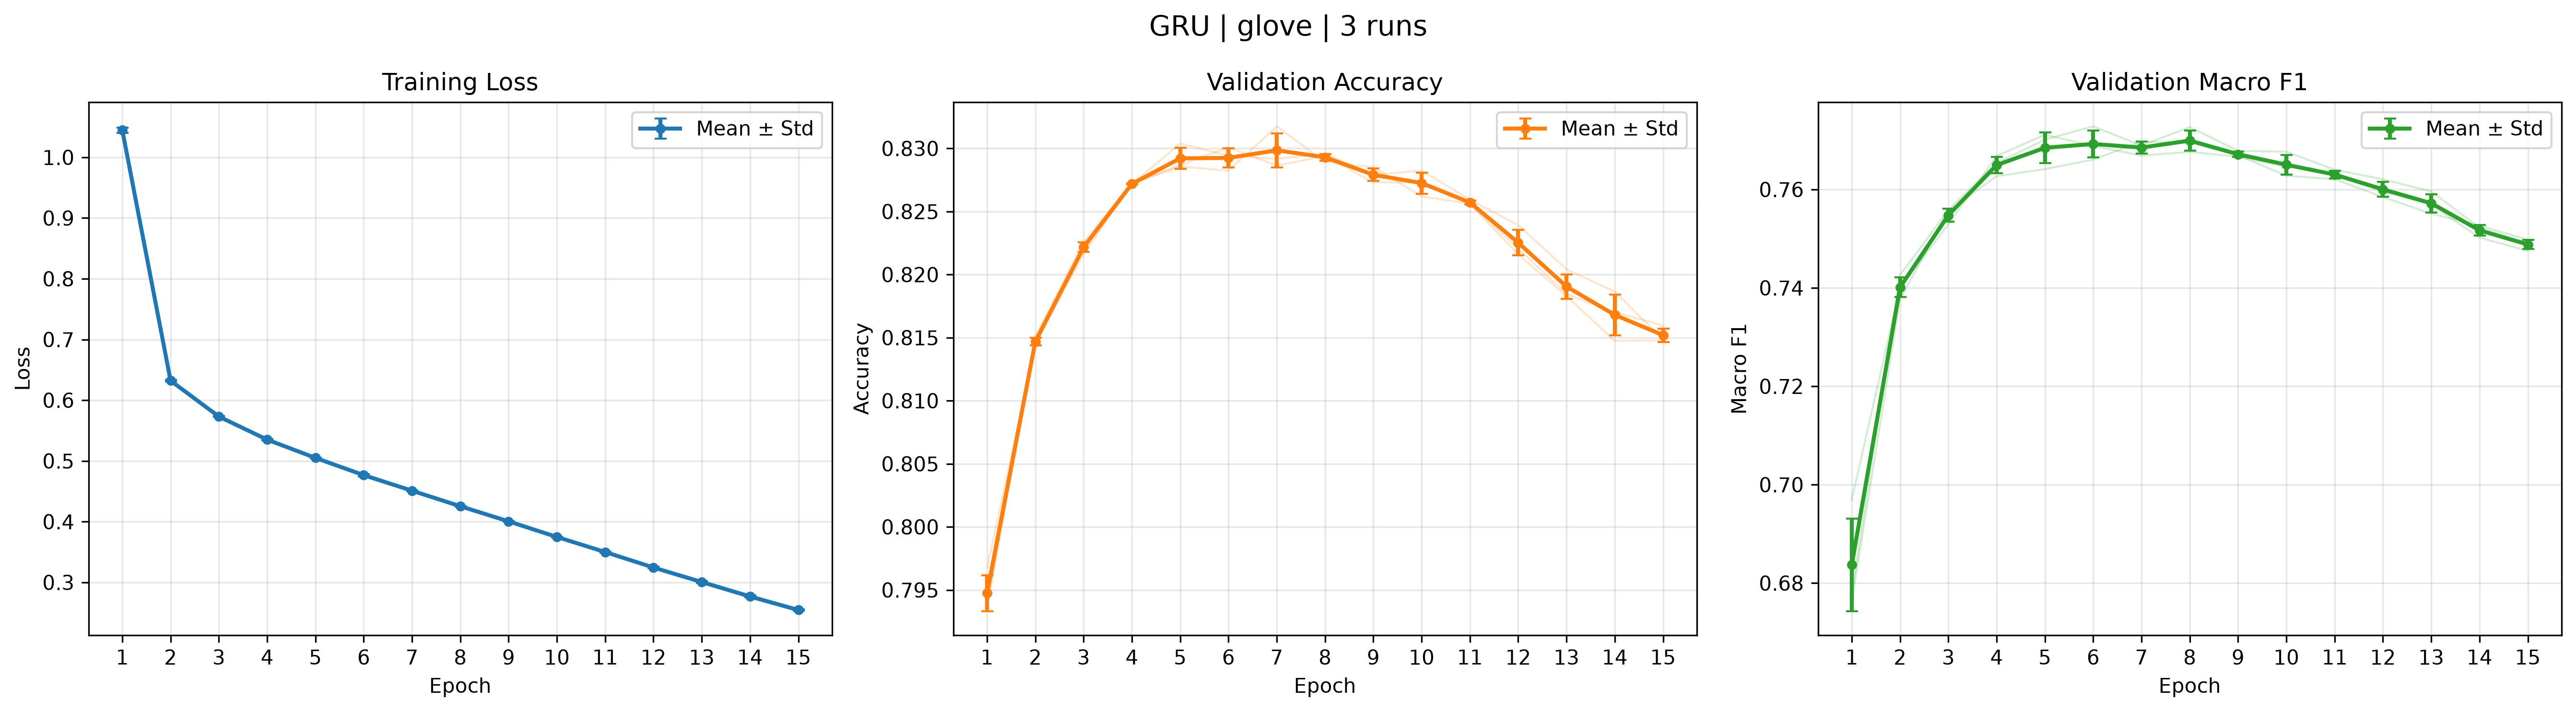 GRU | glove | 3 runs
Training Loss
Mean ± Std
Loss
1.0
0.9
0.8
0.7
0.6
0.5
0.4
0.3
1 2 3 4 5 6 7 8 9 10 11 12 13 14 15
Epoch
Validation Accuracy
Mean ± Std
Accuracy
0.830
0.825
0.820
0.815
0.810
0.805
0.800
0.795
1 2 3 4 5 6 7 8 9 10 11 12 13 14 15
Epoch
Validation Macro F1
Mean ± Std
Macro F1
0.76
0.74
0.72
0.70
0.68
1 2 3 4 5 6 7 8 9 10 11 12 13 14 15
Epoch